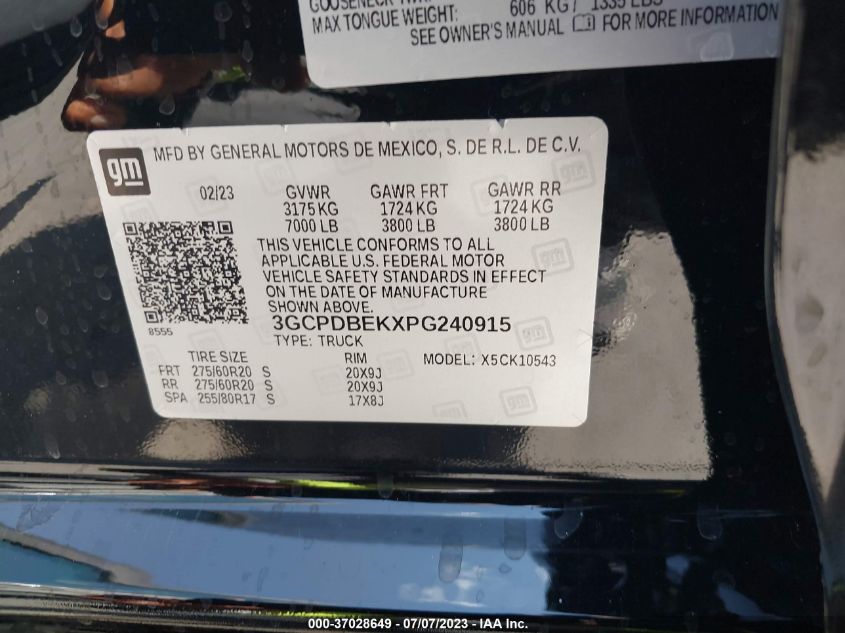 MAX TONGUE WEIGHT: 606 KG / 1335 LBS
SEE OWNER'S MANUAL FOR MORE INFORMATION
gm MFD BY GENERAL MOTORS DE MEXICO, S. DE R.L. DE C.V.
02/23 GVWR GAWR FRT GAWR RR
3175 KG 1724 KG 1724 KG
7000 LB 3800 LB 3800 LB
THIS VEHICLE CONFORMS TO ALL
APPLICABLE U.S. FEDERAL MOTOR
VEHICLE SAFETY STANDARDS IN EFFECT
ON THE DATE OF MANUFACTURE
SHOWN ABOVE.
8555
3GCPDBEKXPG240915
TYPE: TRUCK
TIRE SIZE RIM MODEL: X5CK10543
FRT 275/60R20 S 20X9J
RR 275/60R20 S 20X9J
SPA 255/80R17 S 17X8J
000-37028649 - 07/07/2023 - IAA Inc.